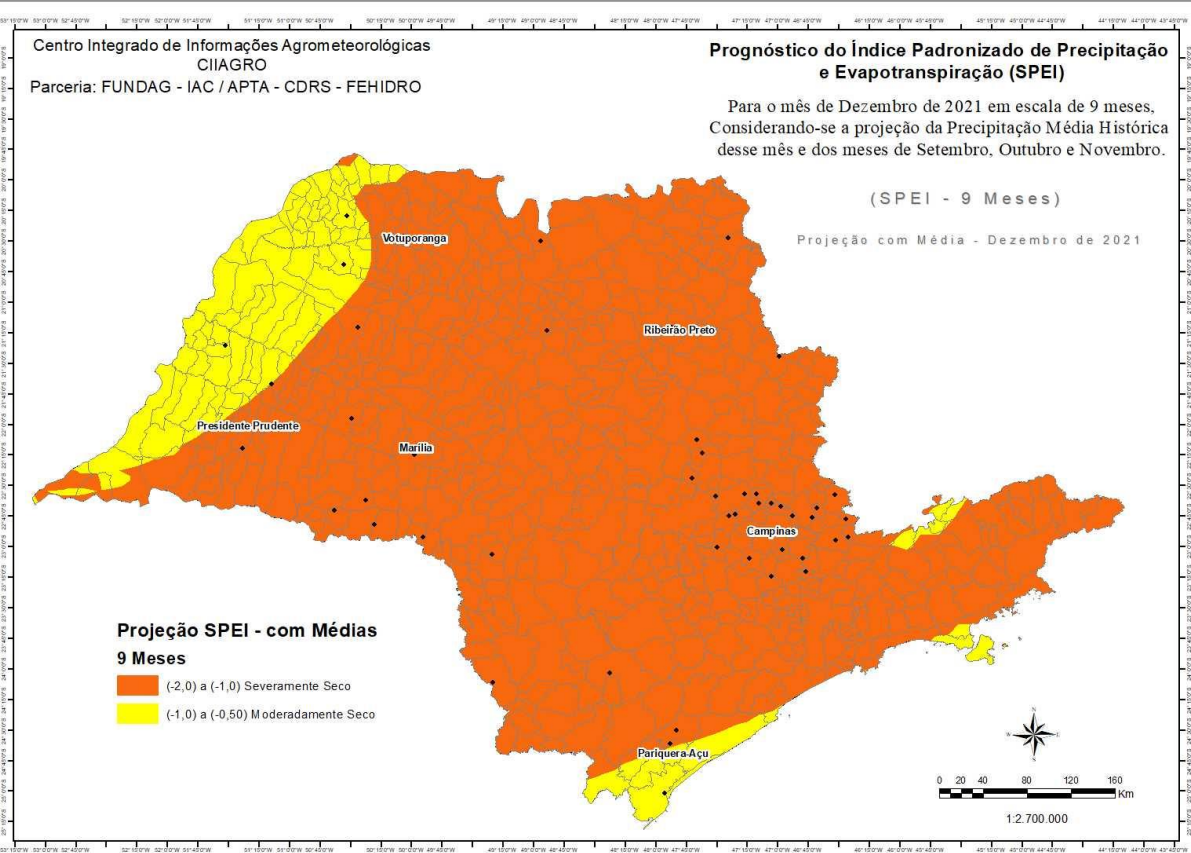 Centro Integrado de Informações Agrometeorológicas
CIIAGRO
Parceria: FUNDAG - IAC / APTA - CDRS - FEHIDRO
Prognóstico do Índice Padronizado de Precipitação
e Evapotranspiração (SPEI)
Para o mês de Dezembro de 2021 em escala de 9 meses,
Considerando-se a projeção da Precipitação Média Histórica
desse mês e dos meses de Setembro, Outubro e Novembro.
(SPEI - 9 Meses)
Projeção com Média - Dezembro de 2021
Votuporanga
Ribeirão Preto
Presidente Prudente
Marília
Campinas
Pariquera-Açu
Projeção SPEI - com Médias
9 Meses
(-2,0) a (-1,0) Severamente Seco
(-1,0) a (-0,50) Moderadamente Seco
N
W E
S
0 20 40 80 120 160
Km
1:2.700.000